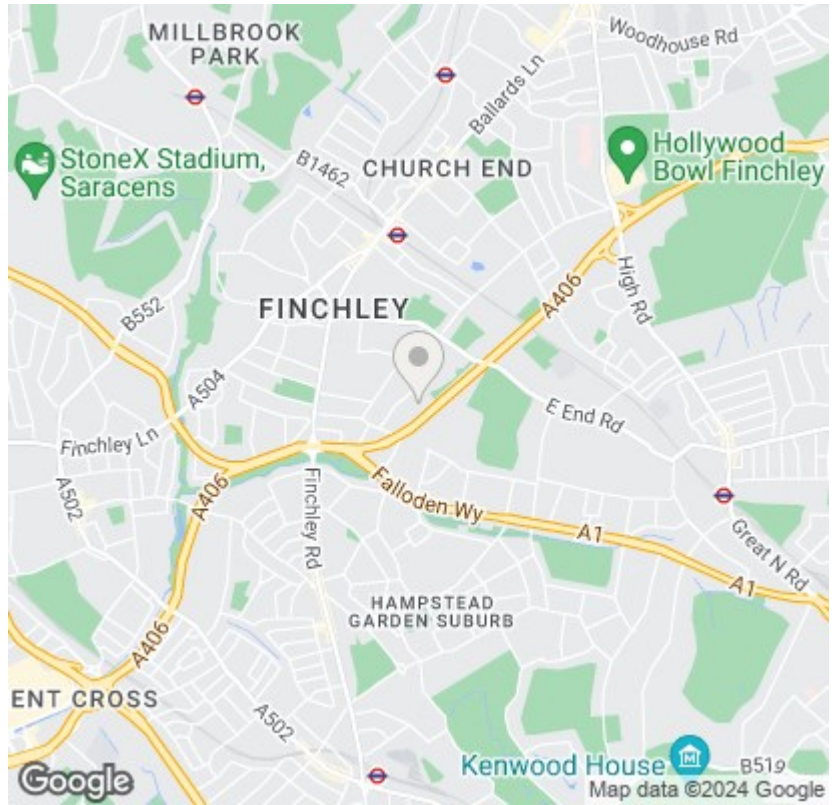 MILLBROOK
PARK
Woodhouse Rd
Ballards Ln
StoneX Stadium,
Saracens
B1462
CHURCH END
Hollywood
Bowl Finchley
A406
High Rd
FINCHLEY
B552
A504
E End Rd
Finchley Ln
A502
A406
Finchley Rd
Falloden Wy
A1
Great N Rd
A1
HAMPSTEAD
GARDEN SUBURB
A406
ENT CROSS
A502
Kenwood House
B519
Google
Map data ©2024 Google